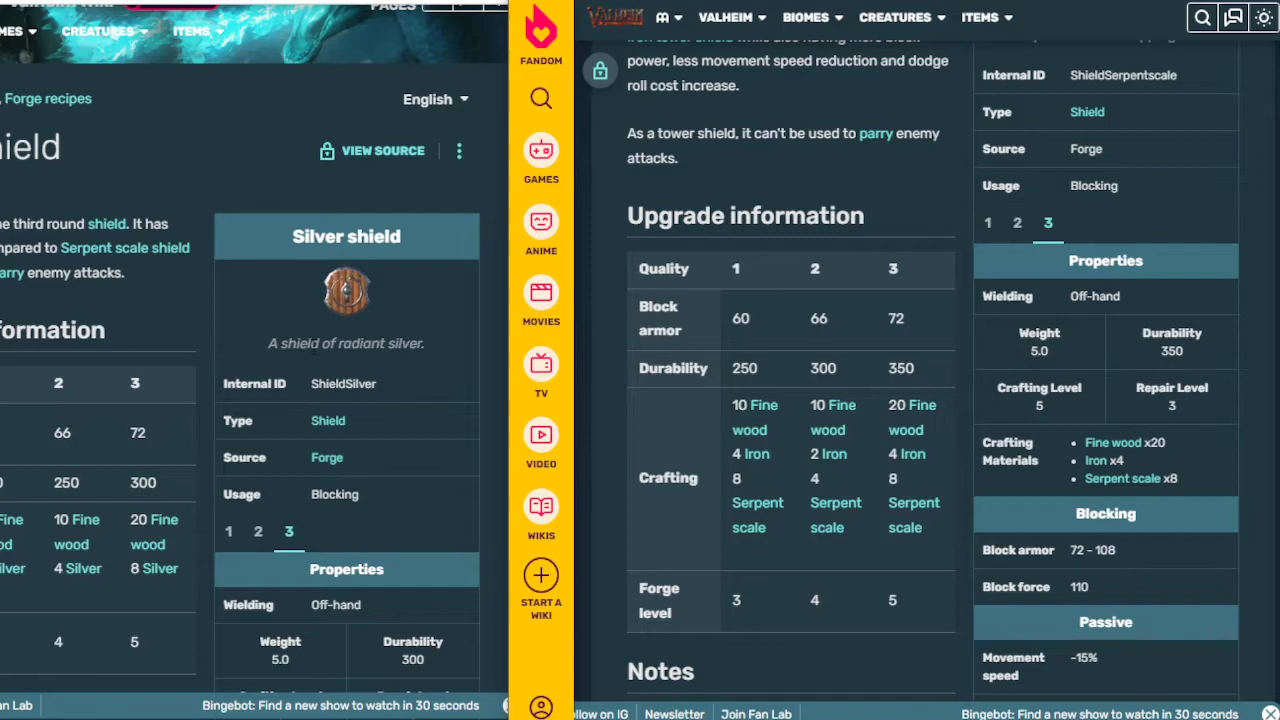 PAGES
MES
CREATURES
ITEMS
, Forge recipes
English
ield
VIEW SOURCE
ne third round shield. It has
mpared to Serpent scale shield
arry enemy attacks.
formation
2 3
66 72
0 250 300
Fine 10 Fine 20 Fine
od wood wood
ilver 4 Silver 8 Silver
4 5
Silver shield
A shield of radiant silver.
Internal ID ShieldSilver
Type Shield
Source Forge
Usage Blocking
1 2 3
Properties
Wielding Off-hand
Weight Durability
5.0 300
an Lab
Bingebot: Find a new show to watch in 30 seconds
FANDOM
GAMES
ANIME
MOVIES
TV
VIDEO
WIKIS
START A
WIKI
VALHEIM
VALHEIM
BIOMES
CREATURES
ITEMS
power, less movement speed reduction and dodge
roll cost increase.
As a tower shield, it can't be used to parry enemy
attacks.
Upgrade information
Quality 1 2 3
Block
armor 60 66 72
Durability 250 300 350
Crafting
10 Fine 10 Fine 20 Fine
wood wood wood
4 Iron 2 Iron 4 Iron
8 4 8
Serpent Serpent Serpent
scale scale scale
Forge
level 3 4 5
Notes
Internal ID ShieldSerpentscale
Type Shield
Source Forge
Usage Blocking
1 2 3
Properties
Wielding Off-hand
Weight Durability
5.0 350
Crafting Level Repair Level
5 3
Crafting
Materials
Fine wood x20
Iron x4
Serpent scale x8
Blocking
Block armor 72 - 108
Block force 110
Passive
Movement
speed -15%
ollow on IG
Newsletter
Join Fan Lab
Bingebot: Find a new show to watch in 30 seconds